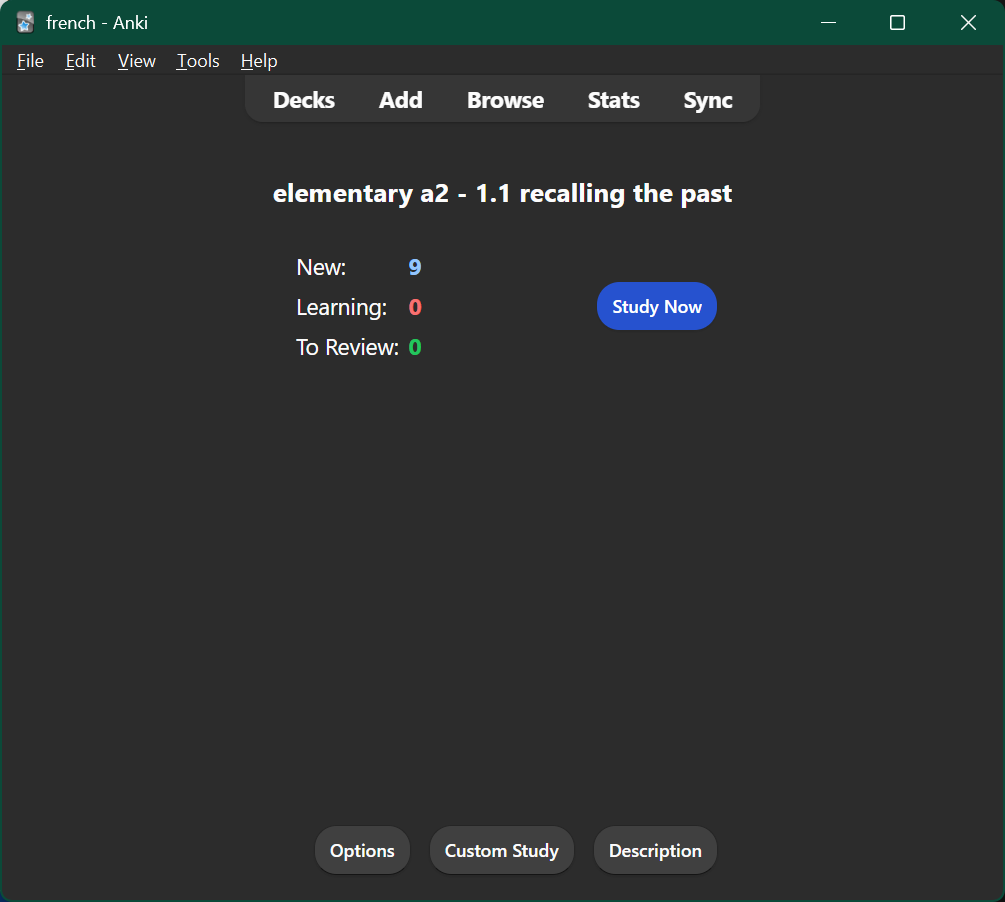 french - Anki
File Edit View Tools Help
Decks Add Browse Stats Sync
elementary a2 - 1.1 recalling the past
New: 9
Learning: 0
Study Now
To Review: 0
Options Custom Study Description